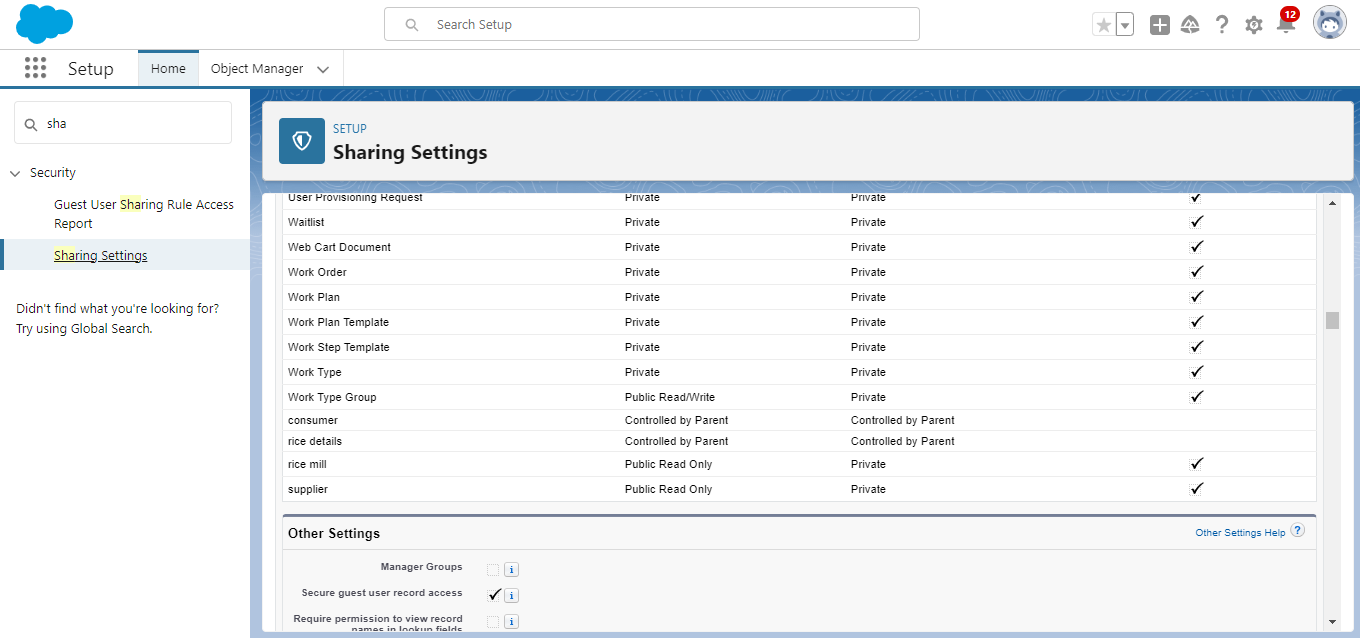 Search Setup
12
Setup
Home
Object Manager
sha
Security
Guest User Sharing Rule Access
Report
Sharing Settings
Didn't find what you're looking for?
Try using Global Search.
SETUP
Sharing Settings
User Provisioning Request Private Private
Waitlist Private Private
Web Cart Document Private Private
Work Order Private Private
Work Plan Private Private
Work Plan Template Private Private
Work Step Template Private Private
Work Type Private Private
Work Type Group Public Read/Write Private
consumer Controlled by Parent Controlled by Parent
rice details Controlled by Parent Controlled by Parent
rice mill Public Read Only Private
supplier Public Read Only Private
Other Settings
Other Settings Help ?
Manager Groups i
Secure guest user record access i
Require permission to view record i
names in lookup fields